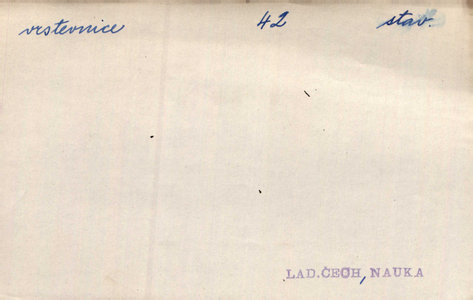 vrstevnice 42 stav.
LAD.ČECH, NAUKA